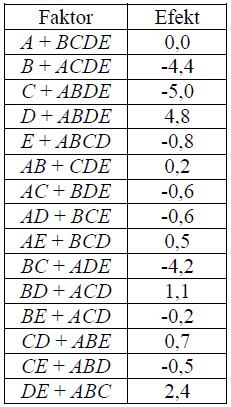 Faktor Efekt
A + BCDE 0,0
B + ACDE -4,4
C + ABDE -5,0
D + ABDE 4,8
E + ABCD -0,8
AB + CDE 0,2
AC + BDE -0,6
AD + BCE -0,6
AE + BCD 0,5
BC + ADE -4,2
BD + ACD 1,1
BE + ACD -0,2
CD + ABE 0,7
CE + ABD -0,5
DE + ABC 2,4